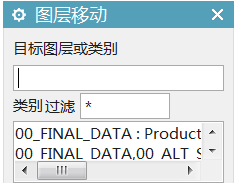 图层移动
目标图层或类别
类别过滤 *
00_FINAL_DATA : Product
00_FINAL_DATA,00_ALT_S